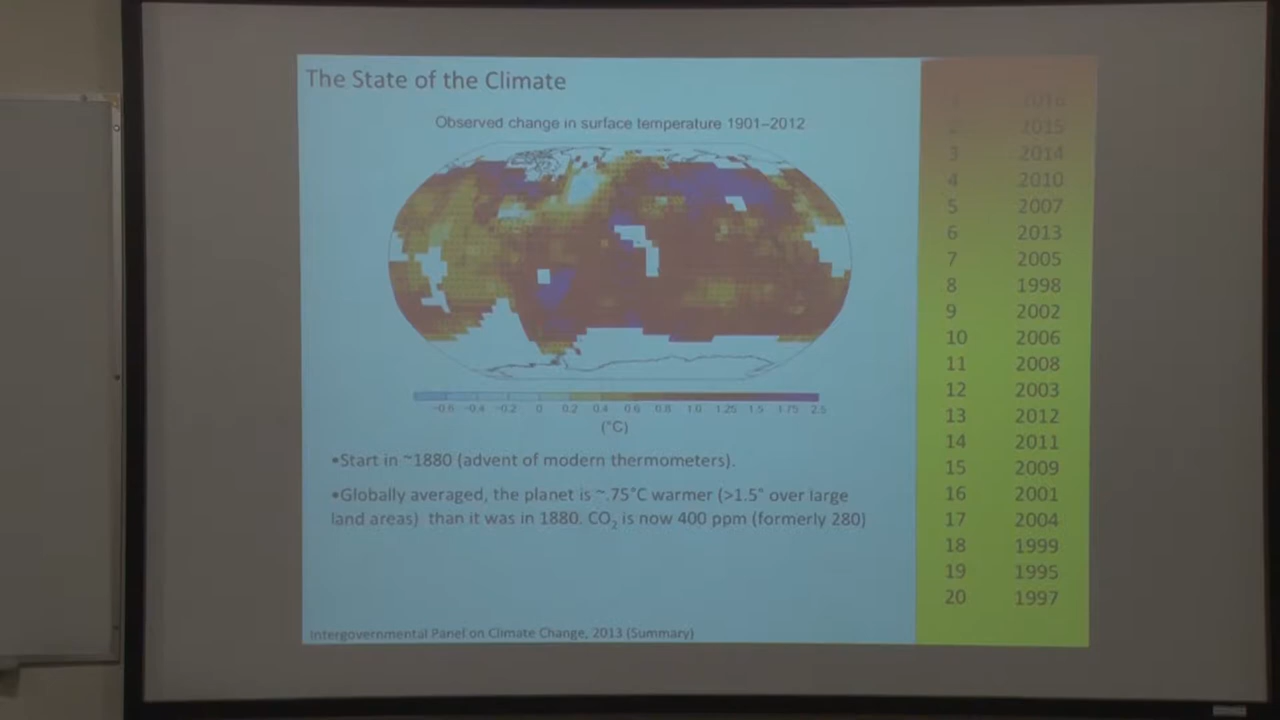 The State of the Climate
Observed change in surface temperature 1901–2012
−0.6 −0.4 −0.2 0 0.2 0.4 0.6 0.8 1.0 1.25 1.5 1.75 2.5
(°C)
•Start in ~1880 (advent of modern thermometers).
•Globally averaged, the planet is ~.75˚C warmer (>1.5˚ over large
land areas) than it was in 1880. CO₂ is now 400 ppm (formerly 280)
Intergovernmental Panel on Climate Change, 2013 (Summary)
2016
2 2015
3 2014
4 2010
5 2007
6 2013
7 2005
8 1998
9 2002
10 2006
11 2008
12 2003
13 2012
14 2011
15 2009
16 2001
17 2004
18 1999
19 1995
20 1997